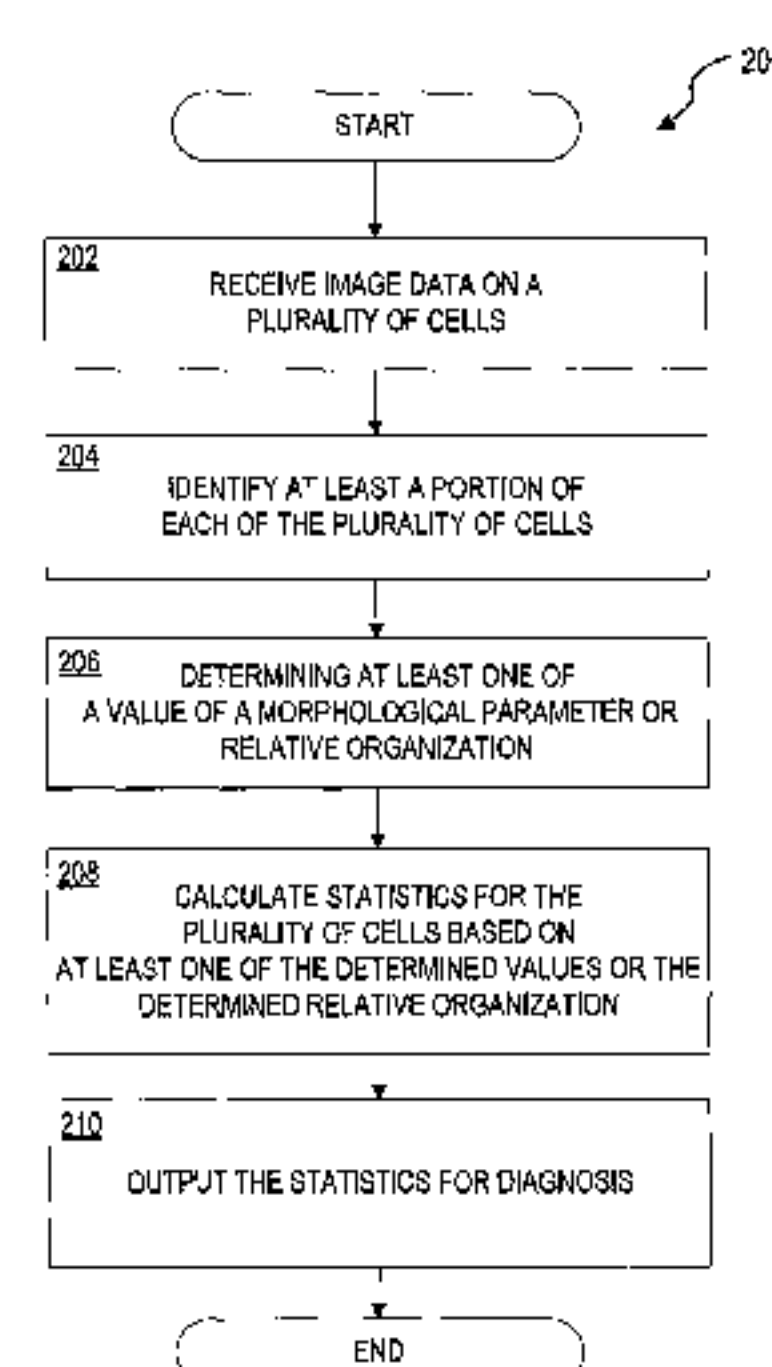 20
START
202
RECEIVE IMAGE DATA ON A
PLURALITY OF CELLS
204
IDENTIFY AT LEAST A PORTION OF
EACH OF THE PLURALITY OF CELLS
206
DETERMINING AT LEAST ONE OF
A VALUE OF A MORPHOLOGICAL PARAMETER OR
RELATIVE ORGANIZATION
208
CALCULATE STATISTICS FOR THE
PLURALITY OF CELLS BASED ON
AT LEAST ONE OF THE DETERMINED VALUES OR THE
DETERMINED RELATIVE ORGANIZATION
210
OUTPUT THE STATISTICS FOR DIAGNOSIS
END